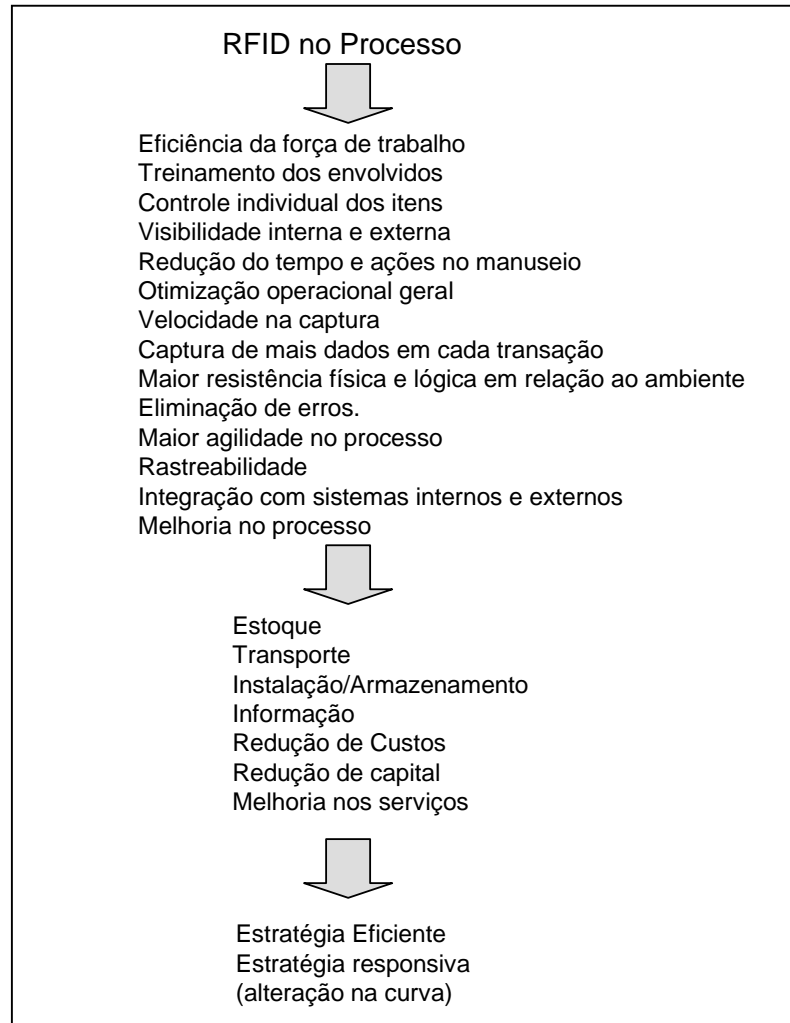 RFID no Processo
Eficiência da força de trabalho
Treinamento dos envolvidos
Controle individual dos itens
Visibilidade interna e externa
Redução do tempo e ações no manuseio
Otimização operacional geral
Velocidade na captura
Captura de mais dados em cada transação
Maior resistência física e lógica em relação ao ambiente
Eliminação de erros.
Maior agilidade no processo
Rastreabilidade
Integração com sistemas internos e externos
Melhoria no processo
Estoque
Transporte
Instalação/Armazenamento
Informação
Redução de Custos
Redução de capital
Melhoria nos serviços
Estratégia Eficiente
Estratégia responsiva
(alteração na curva)